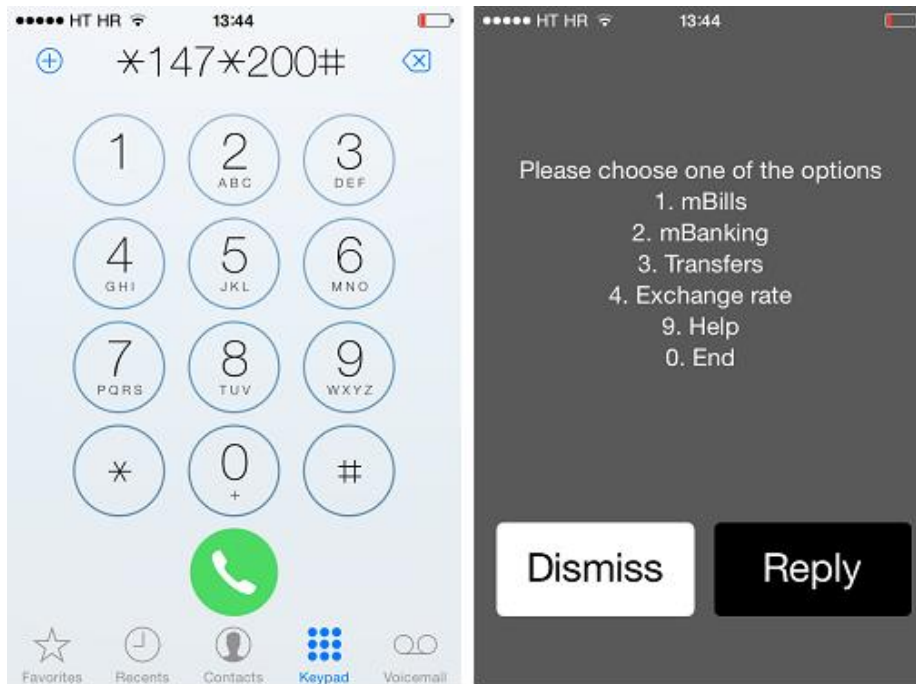 HT HR 13:44
*147*200#
1
2
ABC
3
DEF
4
GHI
5
JKL
6
MNO
7
PQRS
8
TUV
9
WXYZ
*
0
+
#
Favorites Recents Contacts Keypad Voicemail
HT HR 13:44
Please choose one of the options
1. mBills
2. mBanking
3. Transfers
4. Exchange rate
9. Help
0. End
Dismiss Reply